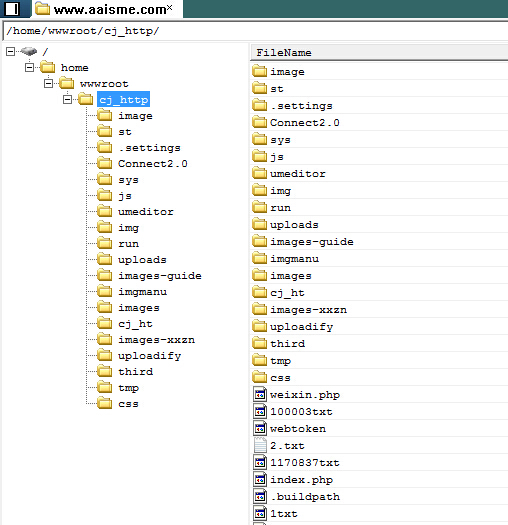 www.aaisme.com
/home/wwwroot/cj_http/
/
home
wwwroot
cj_http
image
st
.settings
Connect2.0
sys
js
umeditor
img
run
uploads
images-guide
imgmanu
images
cj_ht
images-xxzn
uploadify
third
tmp
css
FileName
image
st
.settings
Connect2.0
sys
js
umeditor
img
run
uploads
images-guide
imgmanu
images
cj_ht
images-xxzn
uploadify
third
tmp
css
weixin.php
100003txt
webtoken
2.txt
1170837txt
index.php
.buildpath
1txt